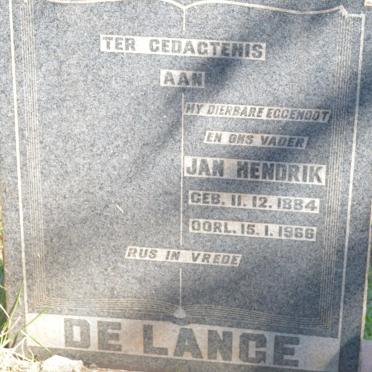 TER GEDAGTENIS
AAN
MY DIERBARE EGGENOOT
EN ONS VADER
JAN HENDRIK
GEB. 11. 12. 1884
OORL. 15. 1. 1966
RUS IN VREDE
DE LANGE